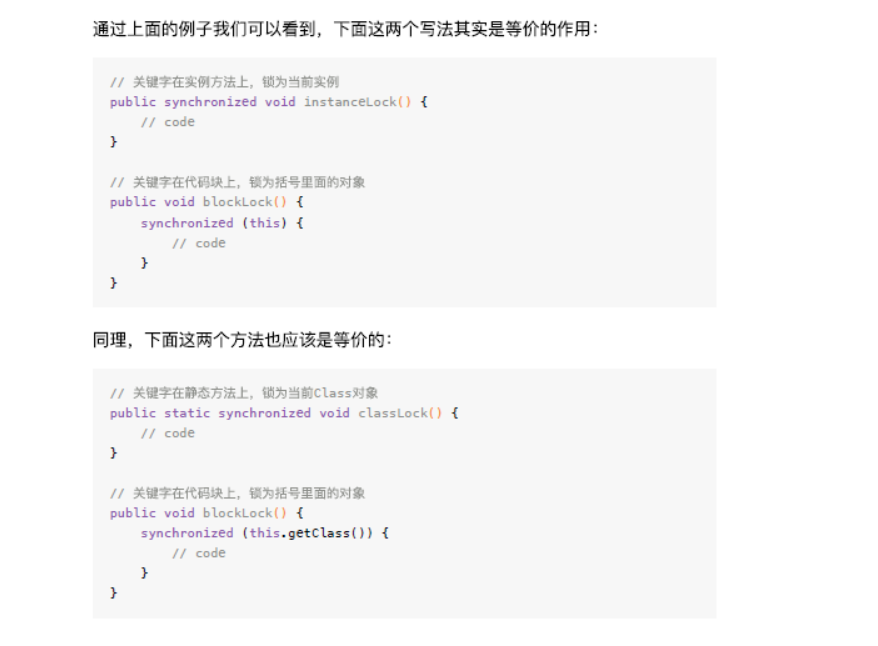 通过上面的例子我们可以看到，下面这两个写法其实是等价的作用：
// 关键字在实例方法上，锁为当前实例
public synchronized void instanceLock() {
    // code
}
// 关键字在代码块上，锁为括号里面的对象
public void blockLock() {
    synchronized (this) {
        // code
    }
}
同理，下面这两个方法也应该是等价的：
// 关键字在静态方法上，锁为当前Class对象
public static synchronized void classLock() {
    // code
}
// 关键字在代码块上，锁为括号里面的对象
public void blockLock() {
    synchronized (this.getClass()) {
        // code
    }
}